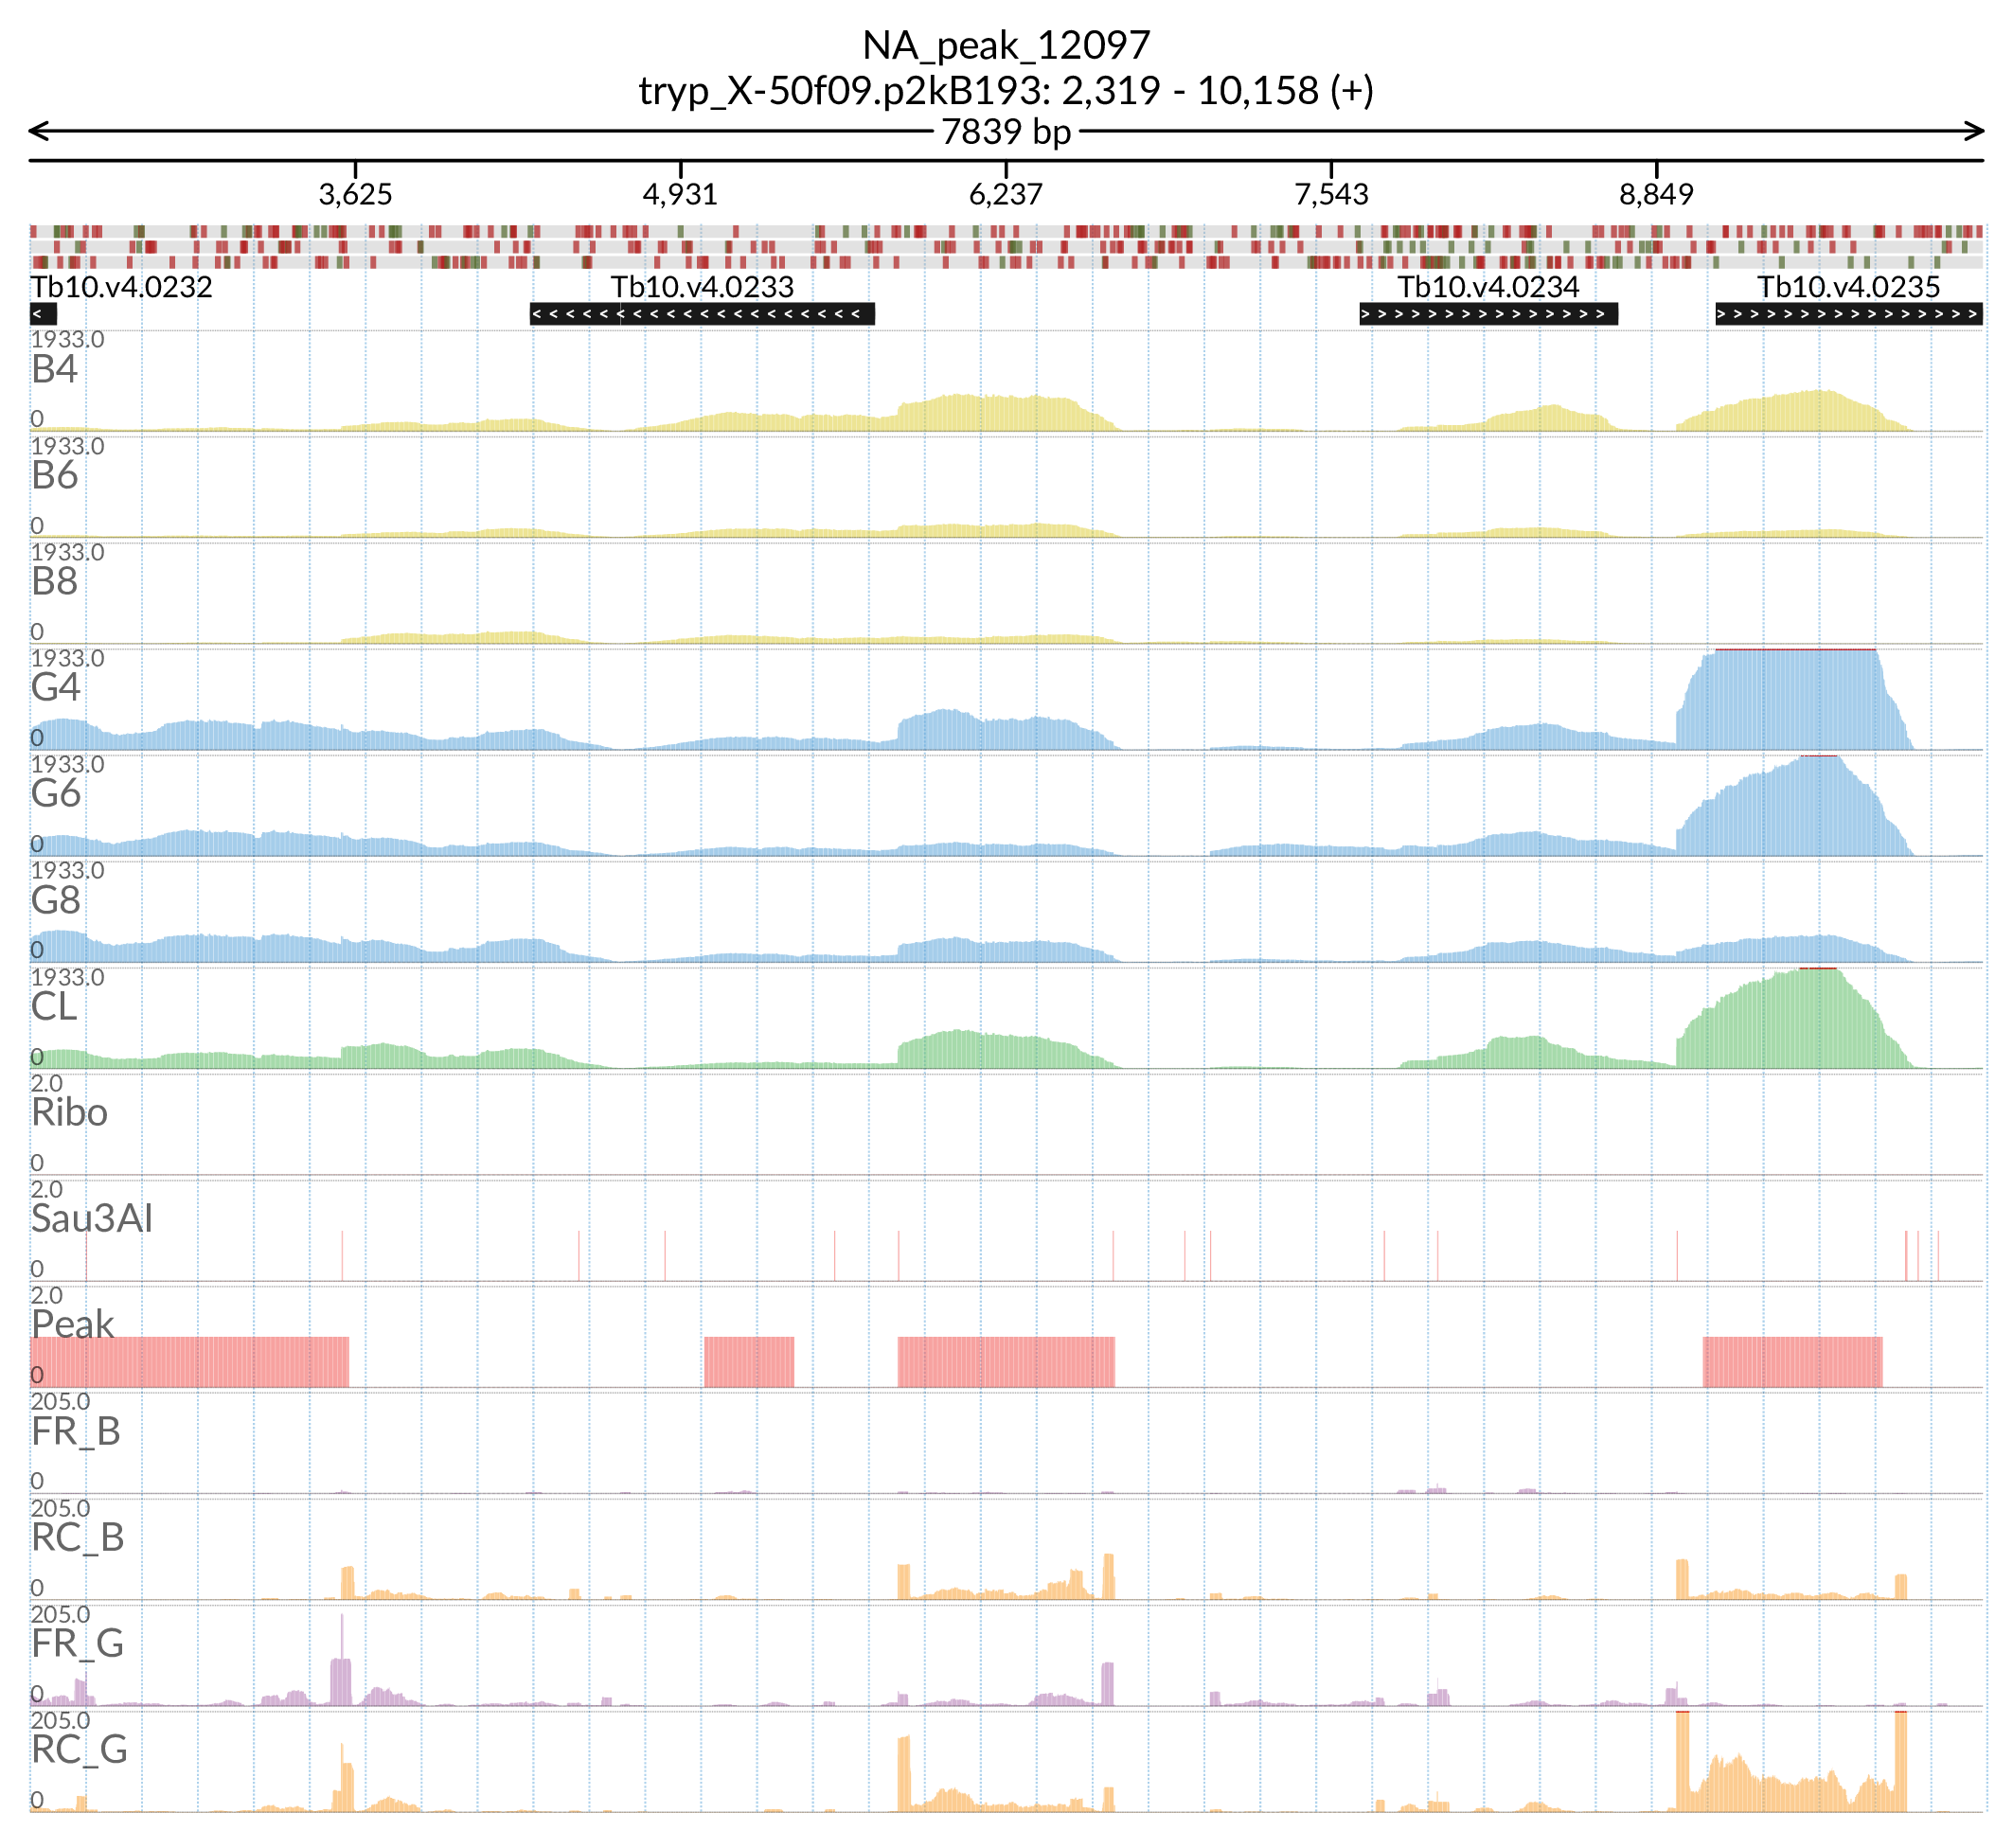 NA_peak_12097
tryp_X-50f09.p2kB193: 2,319 - 10,158 (+)
7839 bp
3,625 4,931 6,237 7,543 8,849
Tb10.v4.0232 Tb10.v4.0233 Tb10.v4.0234 Tb10.v4.0235
1933.0
B4
0
1933.0
B6
0
1933.0
B8
0
1933.0
G4
0
1933.0
G6
0
1933.0
G8
0
1933.0
CL
0
2.0
Ribo
0
2.0
Sau3AI
0
2.0
Peak
0
205.0
FR_B
0
205.0
RC_B
0
205.0
FR_G
0
205.0
RC_G
0